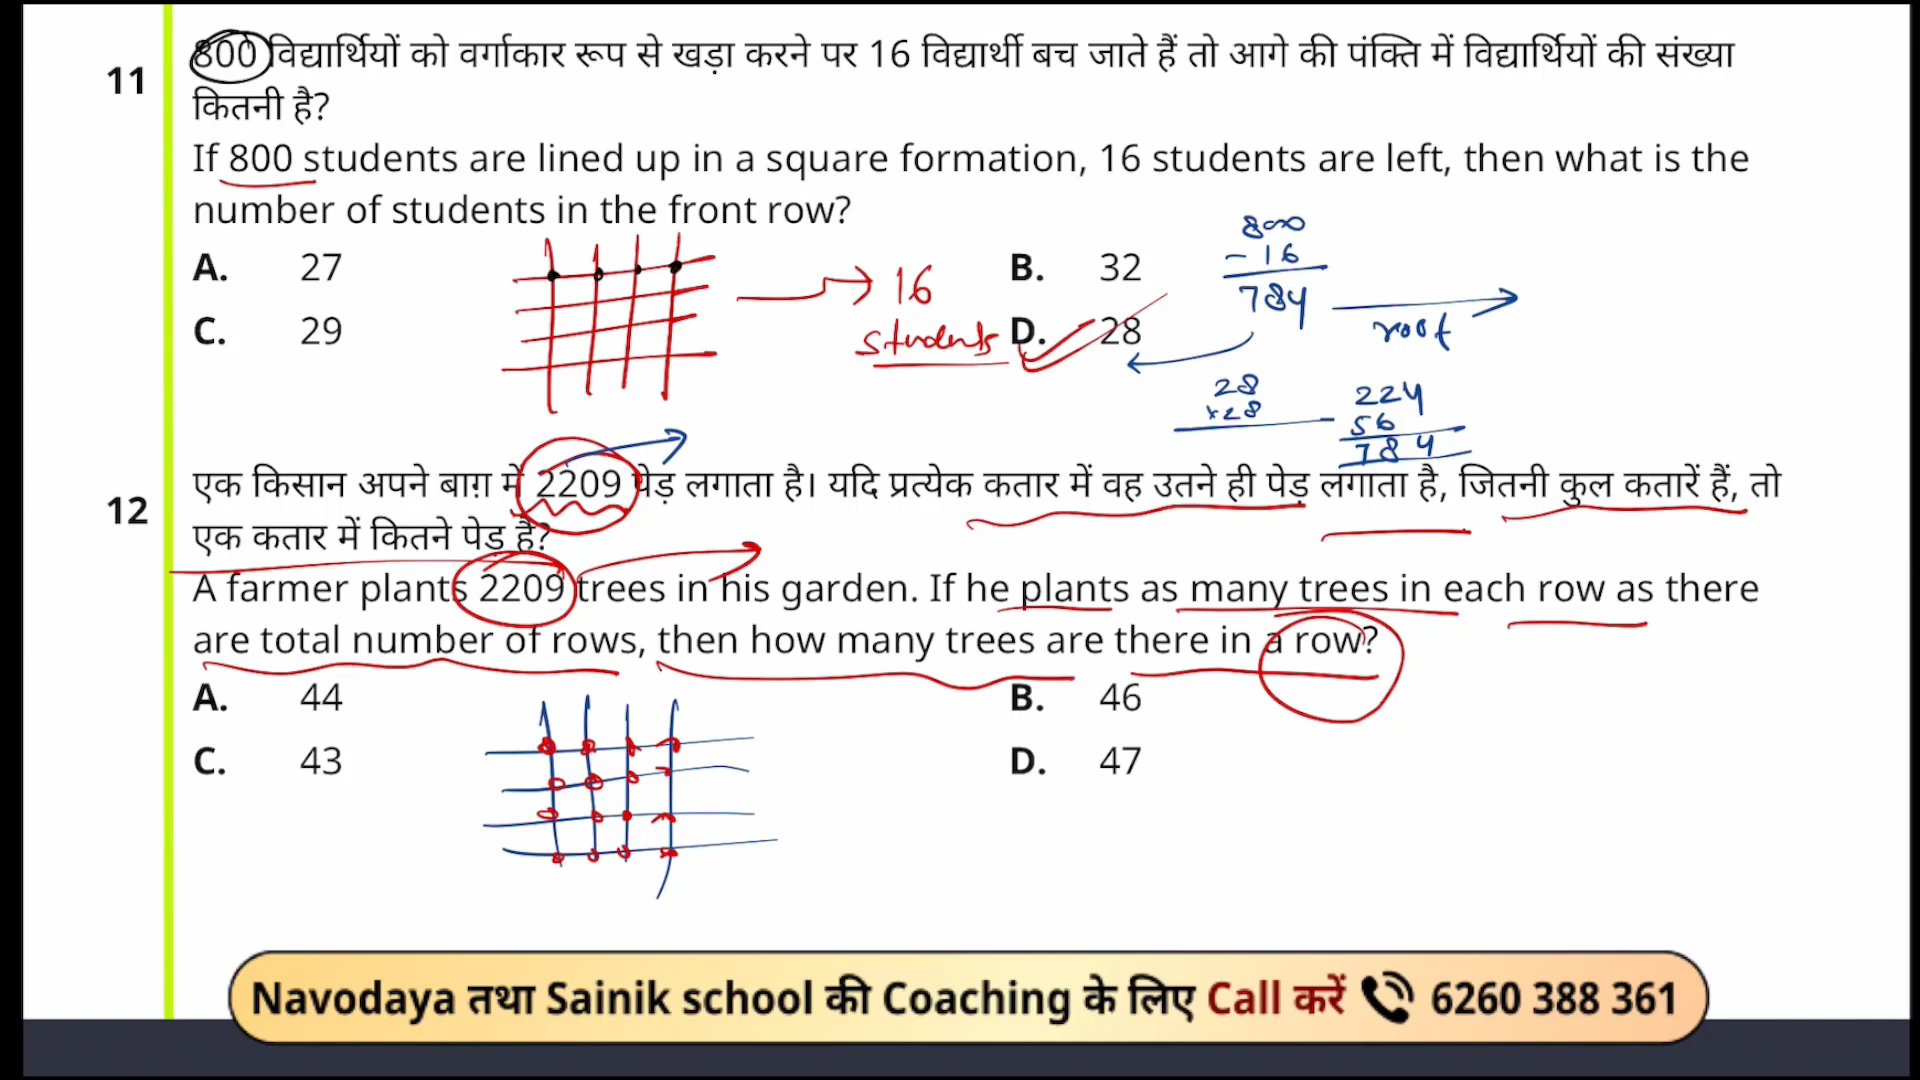 11
800 विद्यार्थियों को वर्गाकार रूप से खड़ा करने पर 16 विद्यार्थी बच जाते हैं तो आगे की पंक्ति में विद्यार्थियों की संख्या
कितनी है?
If 800 students are lined up in a square formation, 16 students are left, then what is the
number of students in the front row?
A. 27
B. 32
C. 29
D. 28
16
students
800
- 16
784
root
28
×28
224
56
784
12
एक किसान अपने बाग़ में 2209 पेड़ लगाता है। यदि प्रत्येक कतार में वह उतने ही पेड़ लगाता है, जितनी कुल कतारें हैं, तो
एक कतार में कितने पेड़ है?
A farmer plants 2209 trees in his garden. If he plants as many trees in each row as there
are total number of rows, then how many trees are there in a row?
A. 44
B. 46
C. 43
D. 47
Navodaya तथा Sainik school की Coaching के लिए Call करें 6260 388 361